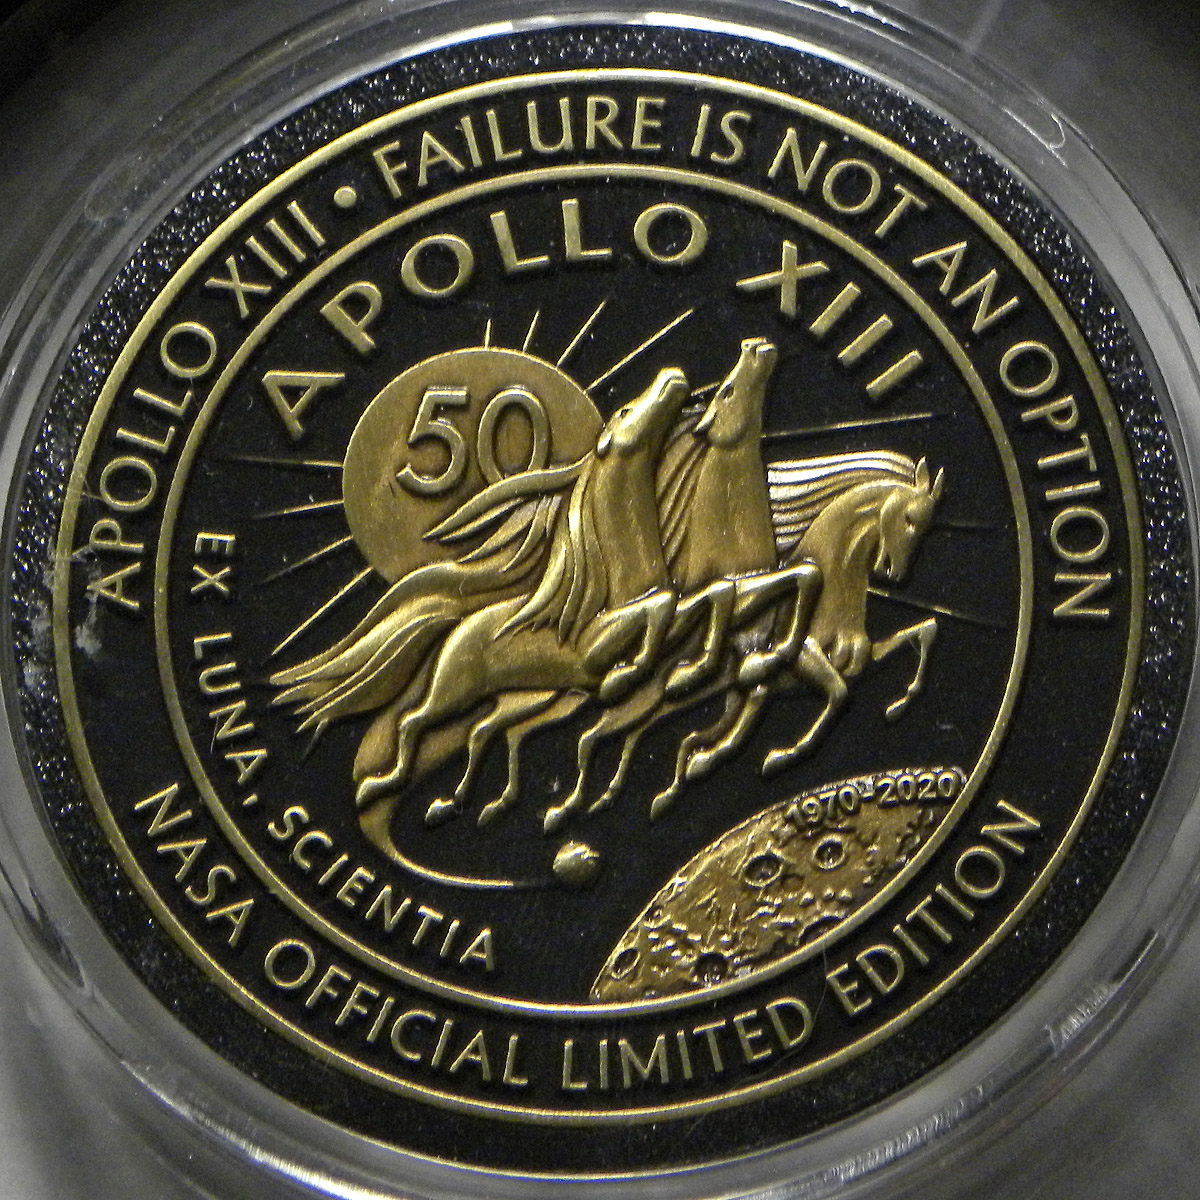 APOLLO XIII • FAILURE IS NOT AN OPTION
APOLLO XIII
50
EX LUNA, SCIENTIA
1970-2020
NASA OFFICIAL LIMITED EDITION